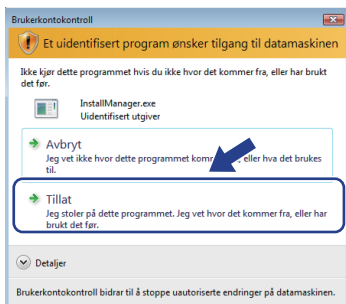 Brukerkontokontroll
Et uidentifisert program ønsker tilgang til datamaskinen
Ikke kjør dette programmet hvis du ikke hvor det kommer fra, eller har brukt
det før.
InstallManager.exe
Uidentifisert utgiver
Avbryt
Jeg vet ikke hvor dette programmet kom eller hva det brukes
til.
Tillat
Jeg stoler på dette programmet. Jeg vet hvor det kommer fra, eller har
brukt det før.
Detaljer
Brukerkontokontroll bidrar til å stoppe uautoriserte endringer på datamaskinen.